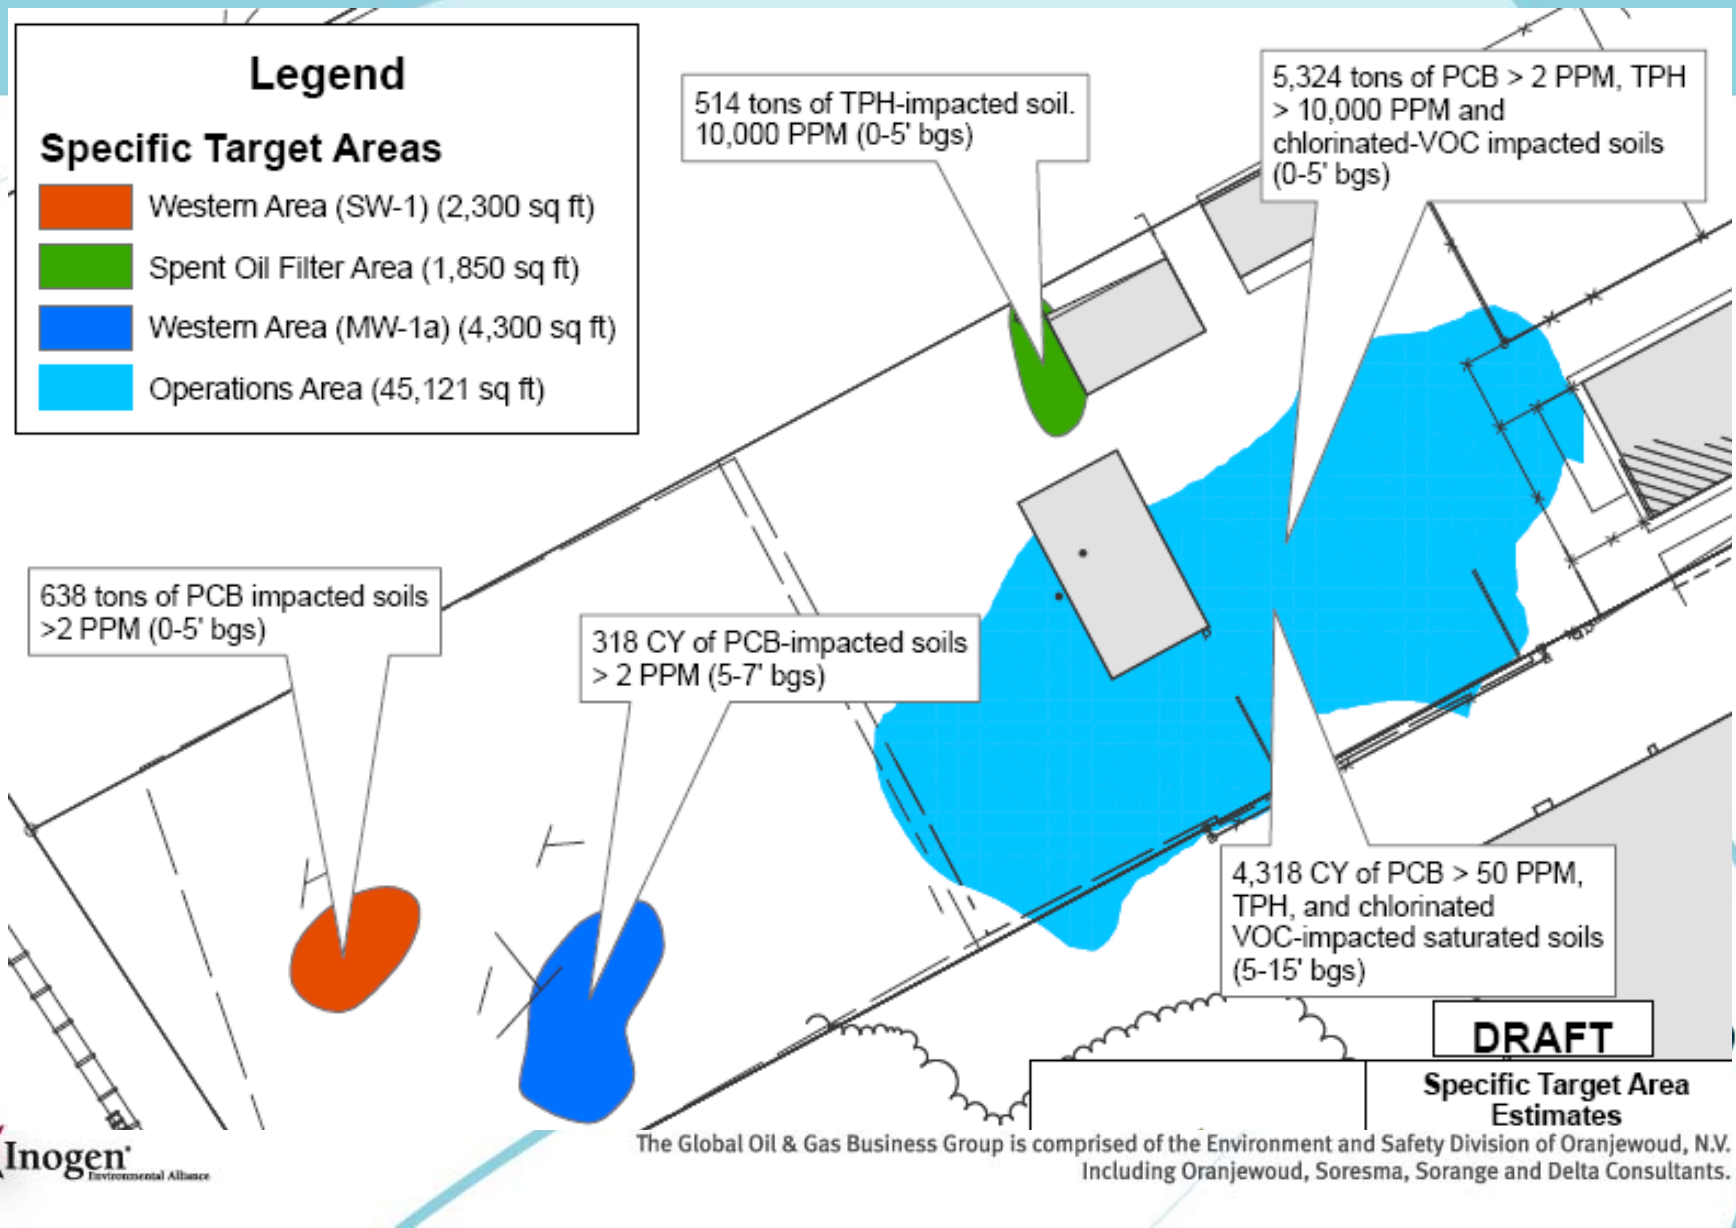 Legend
Specific Target Areas
Western Area (SW-1) (2,300 sq ft)
Spent Oil Filter Area (1,850 sq ft)
Western Area (MW-1a) (4,300 sq ft)
Operations Area (45,121 sq ft)
514 tons of TPH-impacted soil.
10,000 PPM (0-5' bgs)
5,324 tons of PCB > 2 PPM, TPH
> 10,000 PPM and
chlorinated-VOC impacted soils
(0-5' bgs)
638 tons of PCB impacted soils
>2 PPM (0-5' bgs)
318 CY of PCB-impacted soils
> 2 PPM (5-7' bgs)
4,318 CY of PCB > 50 PPM,
TPH, and chlorinated
VOC-impacted saturated soils
(5-15' bgs)
DRAFT
Specific Target Area
Estimates
Inogen®
Environmental Alliance
The Global Oil & Gas Business Group is comprised of the Environment and Safety Division of Oranjewoud, N.V.
Including Oranjewoud, Soresma, Sorange and Delta Consultants.